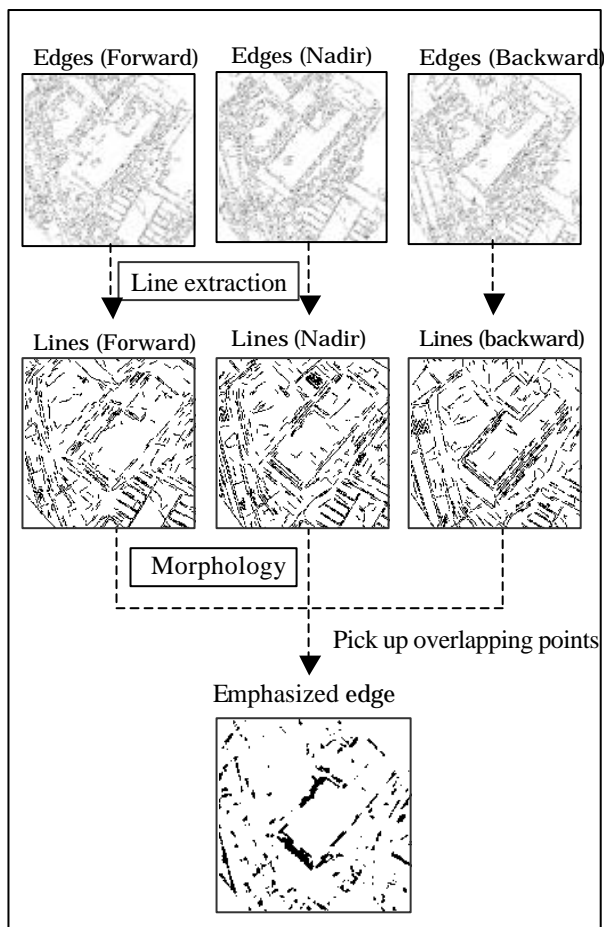 Edges (Forward)
Edges (Nadir)
Edges (Backward)
Line extraction
Lines (Forward)
Lines (Nadir)
Lines (backward)
Morphology
Pick up overlapping points
Emphasized edge